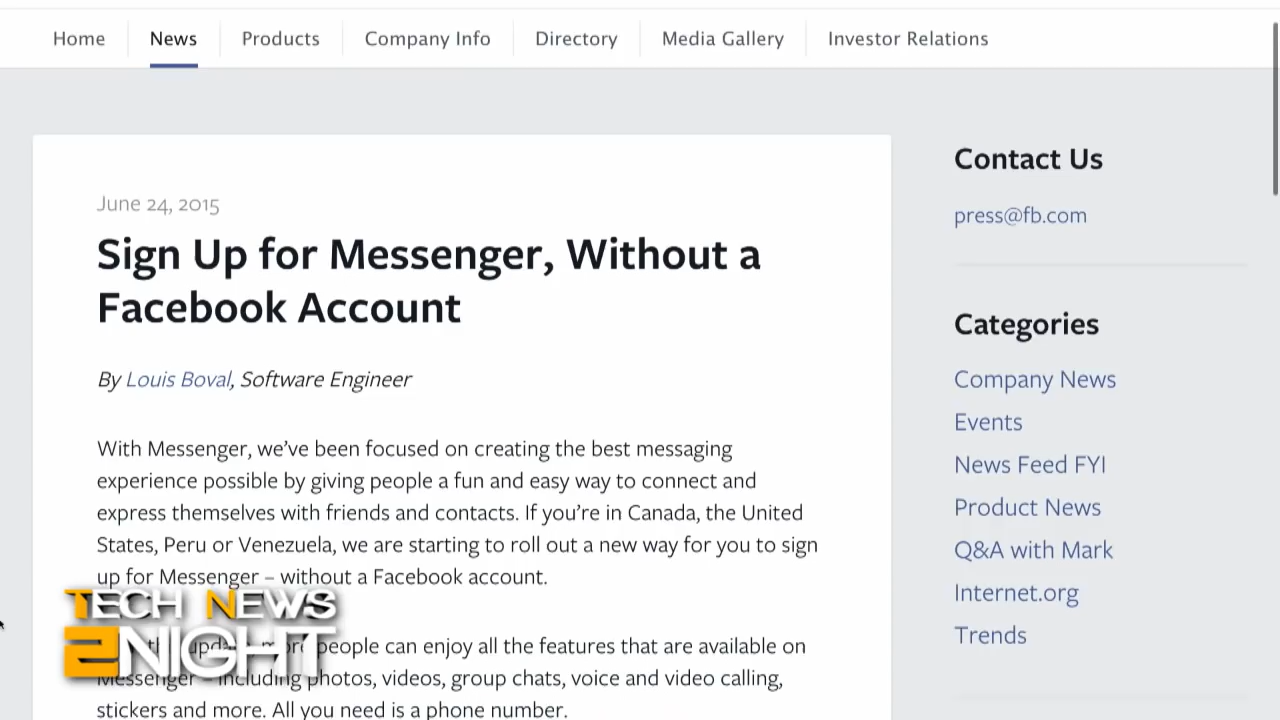 Home News Products Company Info Directory Media Gallery Investor Relations
June 24, 2015
Sign Up for Messenger, Without a
Facebook Account
By Louis Boval, Software Engineer
With Messenger, we've been focused on creating the best messaging
experience possible by giving people a fun and easy way to connect and
express themselves with friends and contacts. If you're in Canada, the United
States, Peru or Venezuela, we are starting to roll out a new way for you to sign
up for Messenger – without a Facebook account.
people can enjoy all the features that are available on
Messenger – including photos, videos, group chats, voice and video calling,
stickers and more. All you need is a phone number.
Contact Us
press@fb.com
Categories
Company News
Events
News Feed FYI
Product News
Q&A with Mark
Internet.org
Trends
TECH NEWS
2NIGHT